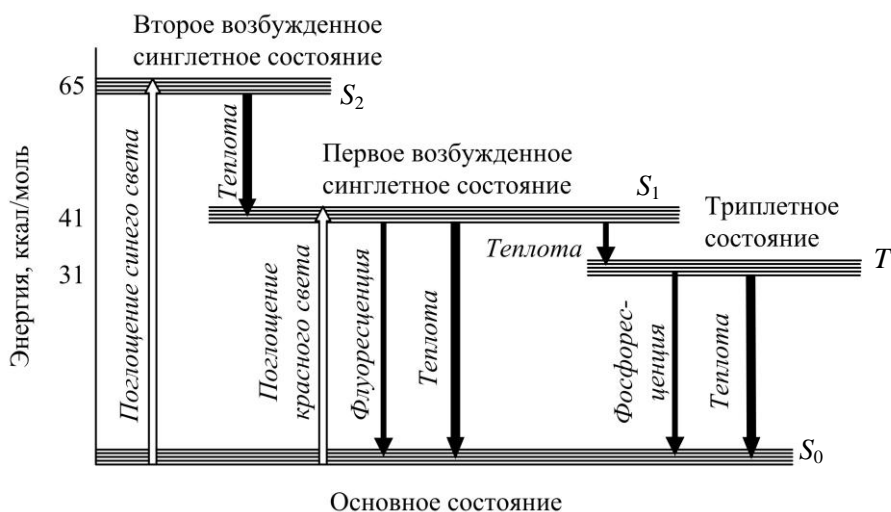 Второе возбужденное
синглетное состояние
65
S2
Теплота
Первое возбужденное
синглетное состояние
S1
41
Триплетное
состояние
Теплота
T
31
Энергия, ккал/моль
Поглощение синего света
Поглощение
красного света
Флуоресценция
Теплота
Фосфорес-
ценция
Теплота
S0
Основное состояние